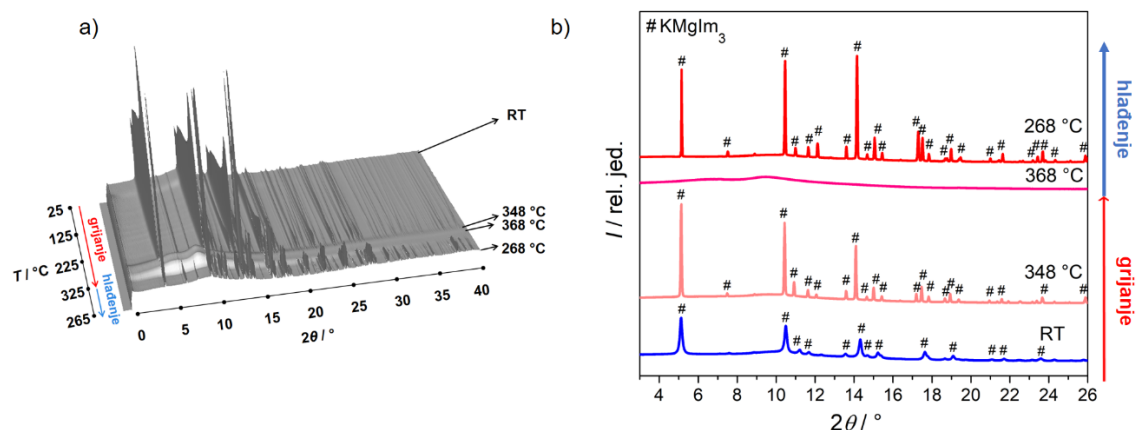 a)
RT
348 °C
368 °C
268 °C
25
125
225
325
265
T / °C
grijanje
hlađenje
0
5
10
15
20
25
30
35
40
2θ / °
b)
# KMgIm3
# # # # # # # # # # # # # # # # # # # # #
268 °C
368 °C
# # # # # # # # # # # # # # # # # # #
348 °C
# # # # # # # # # # # # #
RT
I / rel. jed.
4 6 8 10 12 14 16 18 20 22 24 26
2θ / °
hlađenje
grijanje